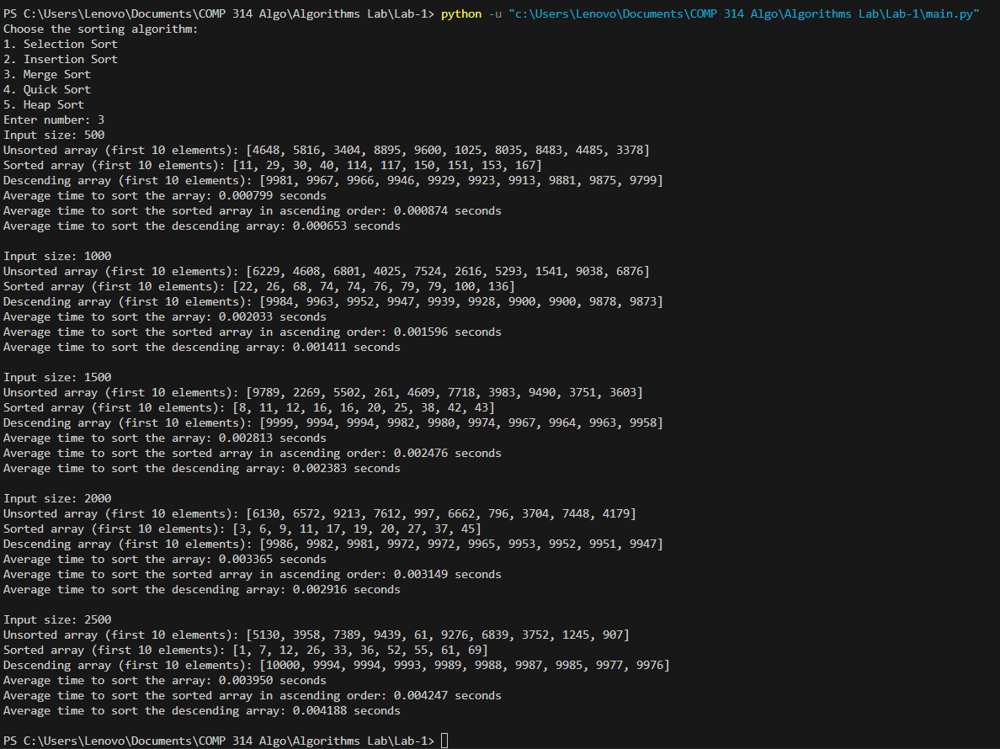 PS C:\Users\Lenovo\Documents\COMP 314 Algo\Algorithms Lab\Lab-1> python -u "c:\Users\Lenovo\Documents\COMP 314 Algo\Algorithms Lab\Lab-1\main.py"
Choose the sorting algorithm:
1. Selection Sort
2. Insertion Sort
3. Merge Sort
4. Quick Sort
5. Heap Sort
Enter number: 3
Input size: 500
Unsorted array (first 10 elements): [4648, 5816, 3404, 8895, 9600, 1025, 8035, 8483, 4485, 3378]
Sorted array (first 10 elements): [11, 29, 30, 40, 114, 117, 150, 151, 153, 167]
Descending array (first 10 elements): [9981, 9967, 9966, 9946, 9929, 9923, 9913, 9881, 9875, 9799]
Average time to sort the array: 0.000799 seconds
Average time to sort the sorted array in ascending order: 0.000874 seconds
Average time to sort the descending array: 0.000653 seconds
Input size: 1000
Unsorted array (first 10 elements): [6229, 4608, 6801, 4025, 7524, 2616, 5293, 1541, 9038, 6876]
Sorted array (first 10 elements): [22, 26, 68, 74, 74, 76, 79, 79, 100, 136]
Descending array (first 10 elements): [9984, 9963, 9952, 9947, 9939, 9928, 9900, 9900, 9878, 9873]
Average time to sort the array: 0.002033 seconds
Average time to sort the sorted array in ascending order: 0.001596 seconds
Average time to sort the descending array: 0.001411 seconds
Input size: 1500
Unsorted array (first 10 elements): [9789, 2269, 5502, 261, 4609, 7718, 3983, 9490, 3751, 3603]
Sorted array (first 10 elements): [8, 11, 12, 16, 16, 20, 25, 38, 42, 43]
Descending array (first 10 elements): [9999, 9994, 9994, 9982, 9980, 9974, 9967, 9964, 9963, 9958]
Average time to sort the array: 0.002813 seconds
Average time to sort the sorted array in ascending order: 0.002476 seconds
Average time to sort the descending array: 0.002383 seconds
Input size: 2000
Unsorted array (first 10 elements): [6130, 6572, 9213, 7612, 997, 6662, 796, 3704, 7448, 4179]
Sorted array (first 10 elements): [3, 6, 9, 11, 17, 19, 20, 27, 37, 45]
Descending array (first 10 elements): [9986, 9982, 9981, 9972, 9972, 9965, 9953, 9952, 9951, 9947]
Average time to sort the array: 0.003365 seconds
Average time to sort the sorted array in ascending order: 0.003149 seconds
Average time to sort the descending array: 0.002916 seconds
Input size: 2500
Unsorted array (first 10 elements): [5130, 3958, 7389, 9439, 61, 9276, 6839, 3752, 1245, 907]
Sorted array (first 10 elements): [1, 7, 12, 26, 33, 36, 52, 55, 61, 69]
Descending array (first 10 elements): [10000, 9994, 9994, 9993, 9989, 9988, 9987, 9985, 9977, 9976]
Average time to sort the array: 0.003950 seconds
Average time to sort the sorted array in ascending order: 0.004247 seconds
Average time to sort the descending array: 0.004188 seconds
PS C:\Users\Lenovo\Documents\COMP 314 Algo\Algorithms Lab\Lab-1>